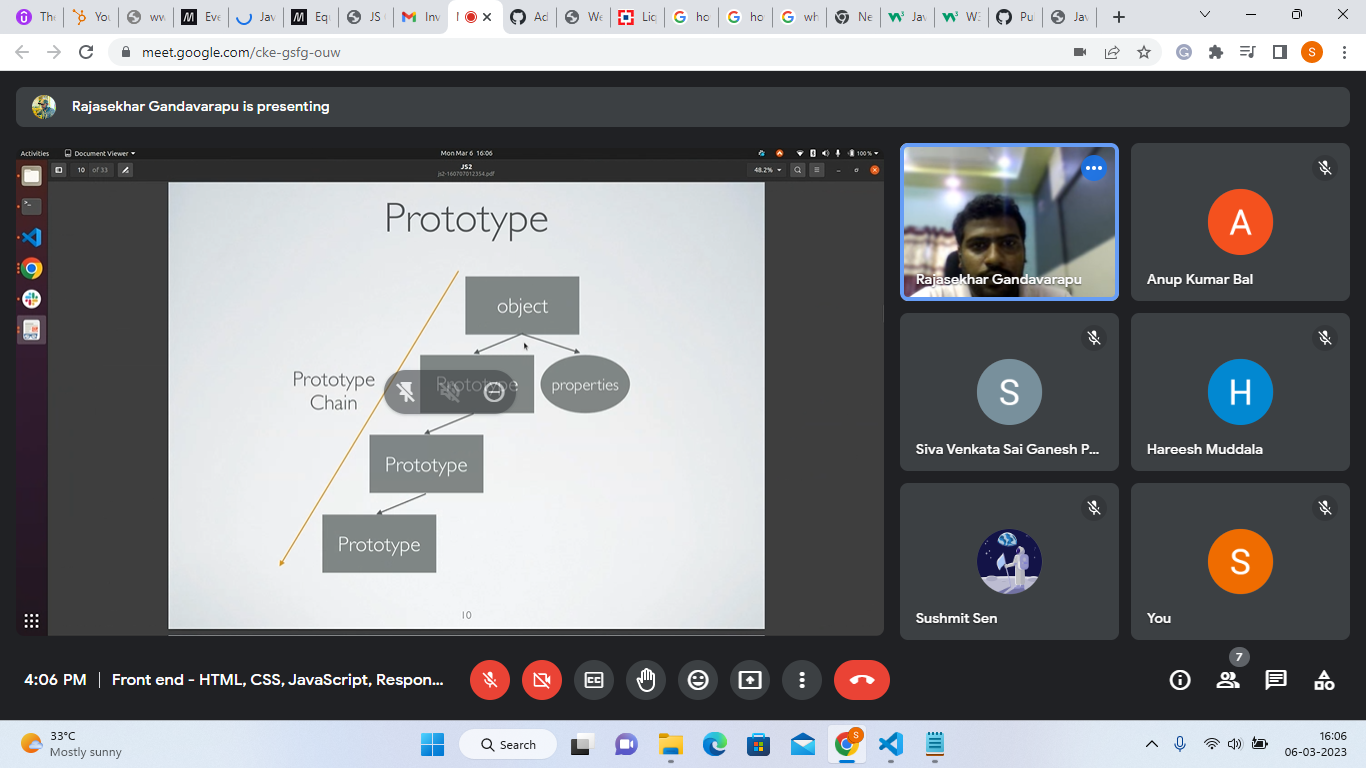 The
You
ww
Eve
Jav
Equ
JS
Inv
Ad
We
Lic
ho
ho
wh
Ne
Jav
W3
Pu
Jav
meet.google.com/cke-gsfg-ouw
S
Rajasekhar Gandavarapu is presenting
Activities
Document Viewer
Mon Mar 6 16:06
100 %
10 of 33
JS2
js2-160707012354.pdf
48.2%
Prototype
object
Prototype
properties
Prototype
Chain
Prototype
Prototype
10
Rajasekhar Gandavarapu
A
Anup Kumar Bal
S
Siva Venkata Sai Ganesh P...
H
Hareesh Muddala
Sushmit Sen
S
You
4:06 PM
Front end - HTML, CSS, JavaScript, Respon...
7
33°C
Mostly sunny
Search
S
16:06
06-03-2023